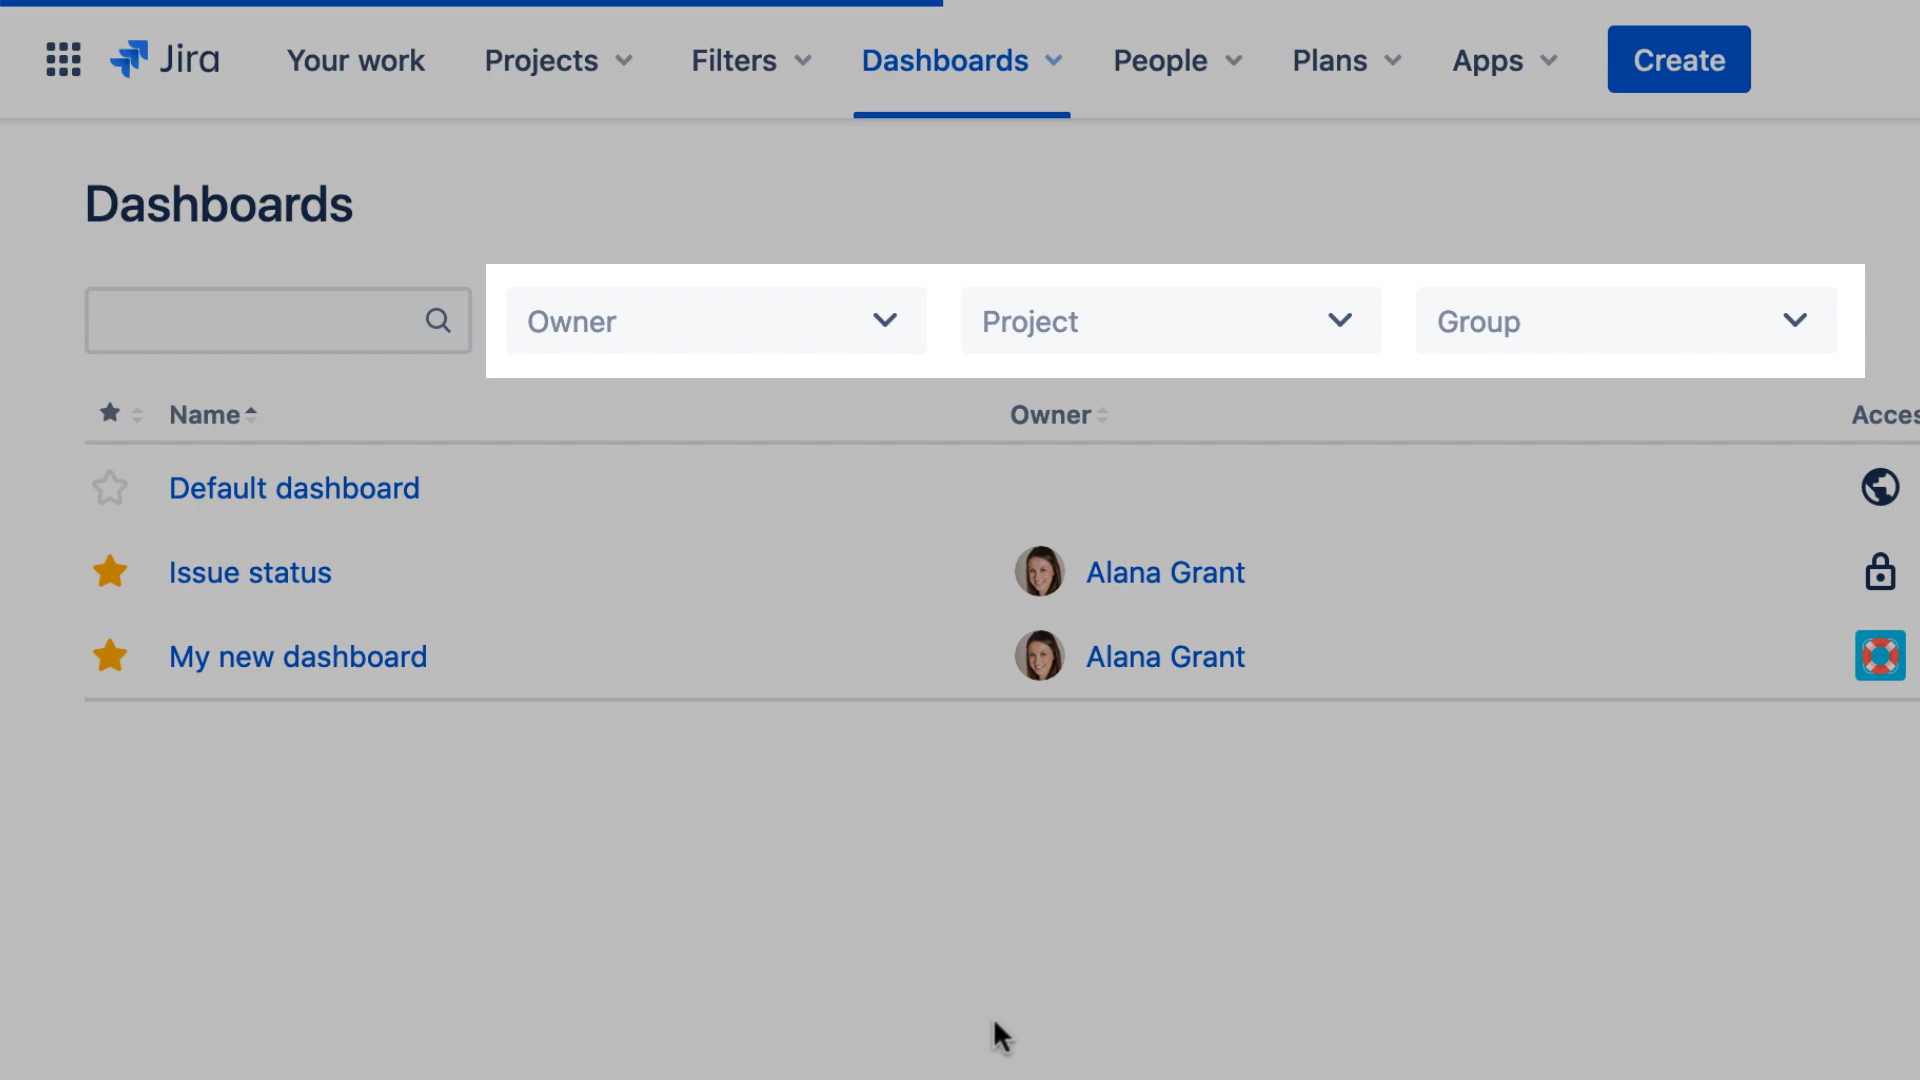 Jira Your work Projects Filters Dashboards People Plans Apps Create
Dashboards
Owner Project Group
Name Owner Acces
Default dashboard
Issue status Alana Grant
My new dashboard Alana Grant